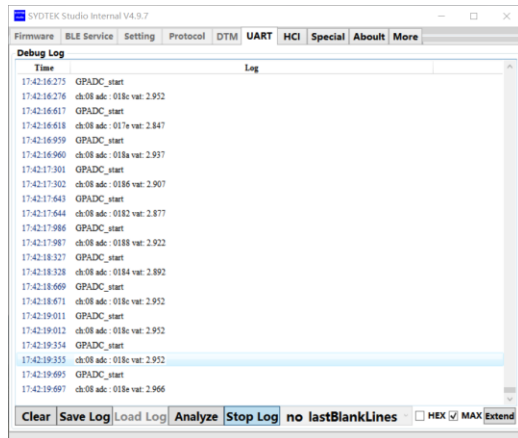 SYDTEK Studio Internal V4.9.7
Firmware BLE Service Setting Protocol DTM UART HCI Special Aboult More
Debug Log
Time Log
17:42:16:275 GPADC_start
17:42:16:276 ch:08 adc : 018c vat: 2.952
17:42:16:617 GPADC_start
17:42:16:618 ch:08 adc : 017e vat: 2.847
17:42:16:959 GPADC_start
17:42:16:960 ch:08 adc : 018a vat: 2.937
17:42:17:301 GPADC_start
17:42:17:302 ch:08 adc : 0186 vat: 2.907
17:42:17:643 GPADC_start
17:42:17:644 ch:08 adc : 0182 vat: 2.877
17:42:17:986 GPADC_start
17:42:17:987 ch:08 adc : 0188 vat: 2.922
17:42:18:327 GPADC_start
17:42:18:328 ch:08 adc : 0184 vat: 2.892
17:42:18:669 GPADC_start
17:42:18:671 ch:08 adc : 018c vat: 2.952
17:42:19:011 GPADC_start
17:42:19:012 ch:08 adc : 018c vat: 2.952
17:42:19:354 GPADC_start
17:42:19:355 ch:08 adc : 018c vat: 2.952
17:42:19:695 GPADC_start
17:42:19:697 ch:08 adc : 018e vat: 2.966
Clear Save Log Load Log Analyze Stop Log no lastBlankLines HEX MAX Extend